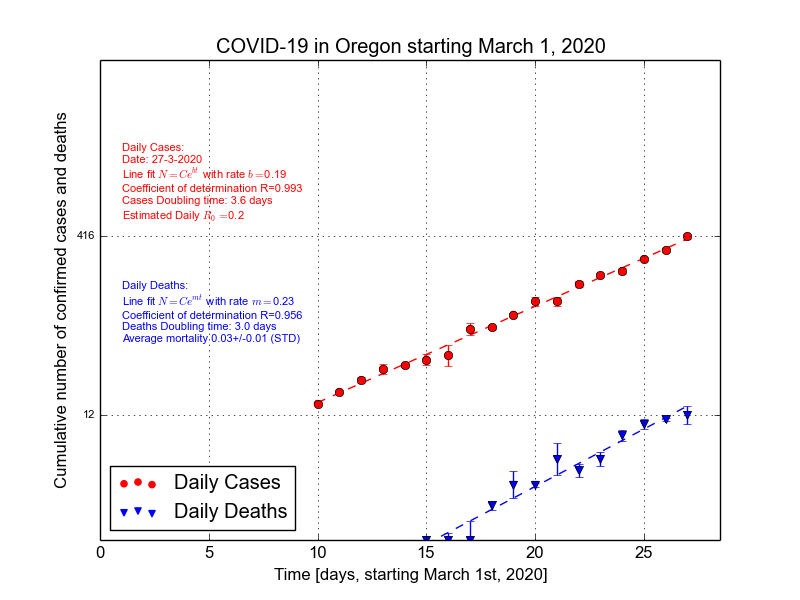 COVID-19 in Oregon starting March 1, 2020
Cumulative number of confirmed cases and deaths
Daily Cases:
Date: 27-3-2020
Line fit N = Ce^{bt} with rate b =0.19
Coefficient of determination R=0.993
Cases Doubling time: 3.6 days
Estimated Daily R_0 =0.2
416
Daily Deaths:
Line fit N = Ce^{mt} with rate m =0.23
Coefficient of determination R=0.956
Deaths Doubling time: 3.0 days
Average mortality 0.03+/-0.01 (STD)
12
Daily Cases
Daily Deaths
0 5 10 15 20 25
Time [days, starting March 1st, 2020]